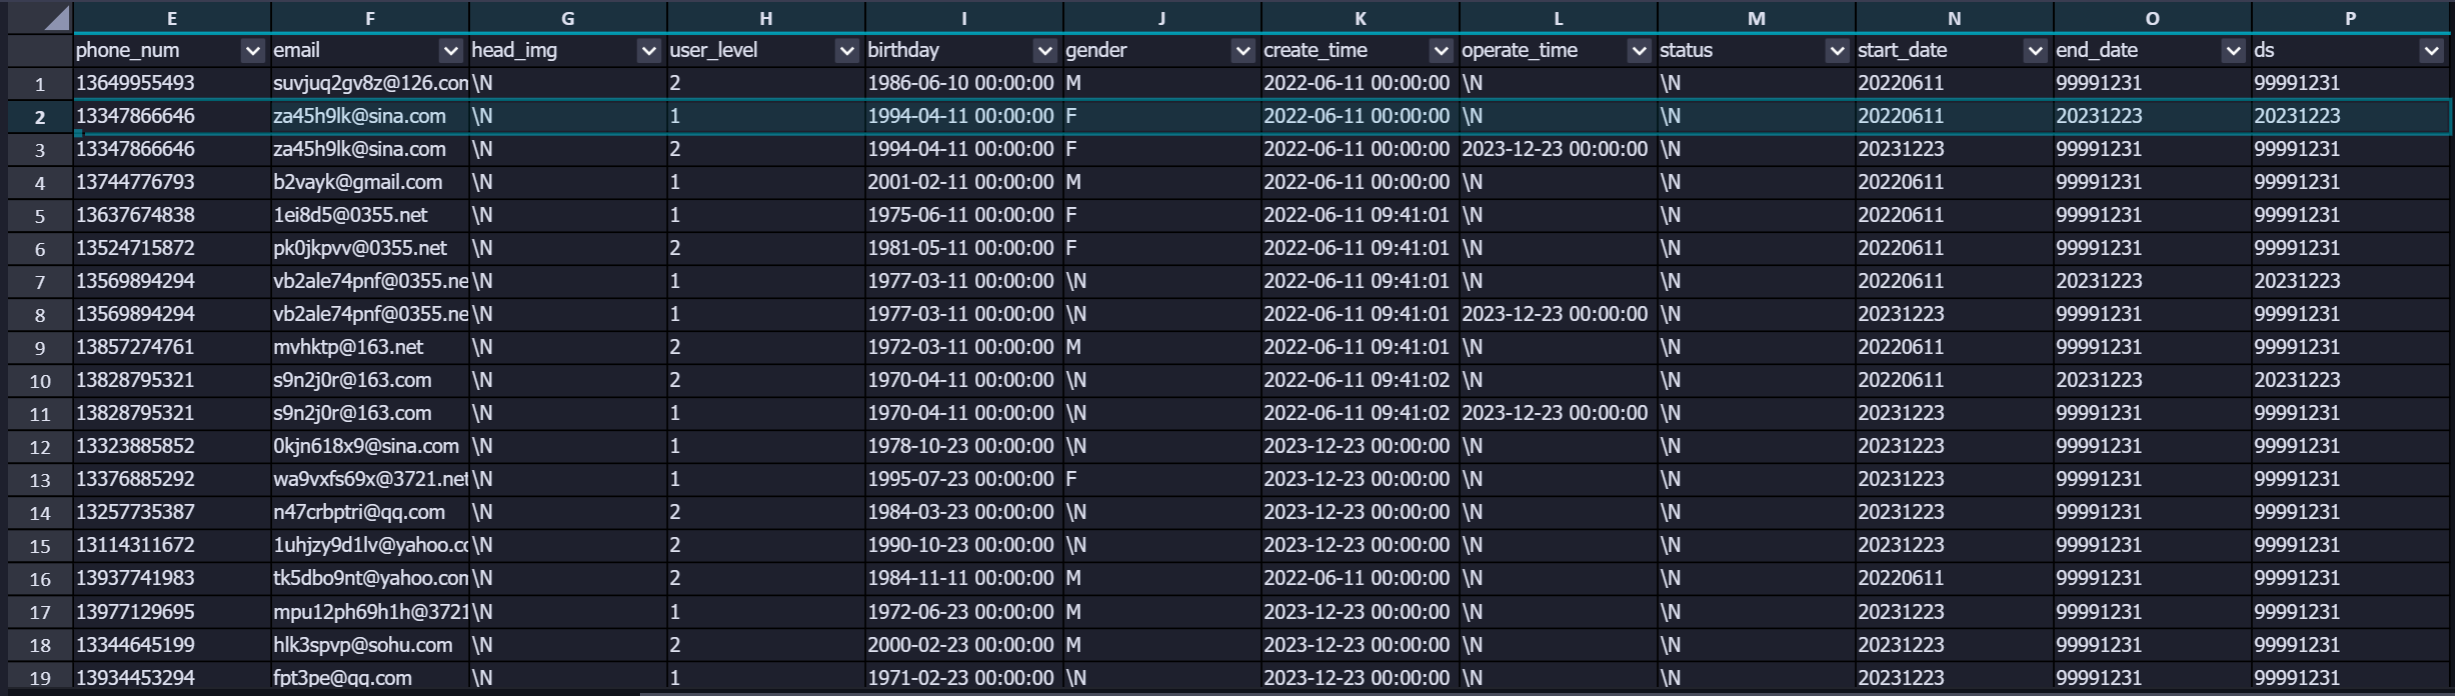 E F G H I J K L M N O P
phone_num email head_img user_level birthday gender create_time operate_time status start_date end_date ds
1 13649955493 suvjuq2gv8z@126.con \N 2 1986-06-10 00:00:00 M 2022-06-11 00:00:00 \N \N 20220611 99991231 99991231
2 13347866646 za45h9lk@sina.com \N 1 1994-04-11 00:00:00 F 2022-06-11 00:00:00 \N \N 20220611 20231223 20231223
3 13347866646 za45h9lk@sina.com \N 2 1994-04-11 00:00:00 F 2022-06-11 00:00:00 2023-12-23 00:00:00 \N 20231223 99991231 99991231
4 13744776793 b2vayk@gmail.com \N 1 2001-02-11 00:00:00 M 2022-06-11 00:00:00 \N \N 20220611 99991231 99991231
5 13637674838 1ei8d5@0355.net \N 1 1975-06-11 00:00:00 F 2022-06-11 09:41:01 \N \N 20220611 99991231 99991231
6 13524715872 pk0jkpvv@0355.net \N 2 1981-05-11 00:00:00 F 2022-06-11 09:41:01 \N \N 20220611 99991231 99991231
7 13569894294 vb2ale74pnf@0355.ne \N 1 1977-03-11 00:00:00 \N 2022-06-11 09:41:01 \N \N 20220611 20231223 20231223
8 13569894294 vb2ale74pnf@0355.ne \N 1 1977-03-11 00:00:00 \N 2022-06-11 09:41:01 2023-12-23 00:00:00 \N 20231223 99991231 99991231
9 13857274761 mvhktp@163.net \N 2 1972-03-11 00:00:00 M 2022-06-11 09:41:01 \N \N 20220611 99991231 99991231
10 13828795321 s9n2j0r@163.com \N 2 1970-04-11 00:00:00 \N 2022-06-11 09:41:02 \N \N 20220611 20231223 20231223
11 13828795321 s9n2j0r@163.com \N 1 1970-04-11 00:00:00 \N 2022-06-11 09:41:02 2023-12-23 00:00:00 \N 20231223 99991231 99991231
12 13323885852 0kjn618x9@sina.com \N 1 1978-10-23 00:00:00 \N 2023-12-23 00:00:00 \N \N 20231223 99991231 99991231
13 13376885292 wa9vxfs69x@3721.net \N 1 1995-07-23 00:00:00 F 2023-12-23 00:00:00 \N \N 20231223 99991231 99991231
14 13257735387 n47crbptri@qq.com \N 2 1984-03-23 00:00:00 \N 2023-12-23 00:00:00 \N \N 20231223 99991231 99991231
15 13114311672 1uhjzy9d1lv@yahoo.co \N 2 1990-10-23 00:00:00 \N 2023-12-23 00:00:00 \N \N 20231223 99991231 99991231
16 13937741983 tk5dbo9nt@yahoo.con \N 2 1984-11-11 00:00:00 M 2022-06-11 00:00:00 \N \N 20220611 99991231 99991231
17 13977129695 mpu12ph69h1h@3721 \N 1 1972-06-23 00:00:00 M 2023-12-23 00:00:00 \N \N 20231223 99991231 99991231
18 13344645199 hlk3spvp@sohu.com \N 2 2000-02-23 00:00:00 M 2023-12-23 00:00:00 \N \N 20231223 99991231 99991231
19 13934453294 fpt3pe@qq.com \N 1 1971-02-23 00:00:00 \N 2023-12-23 00:00:00 \N \N 20231223 99991231 99991231